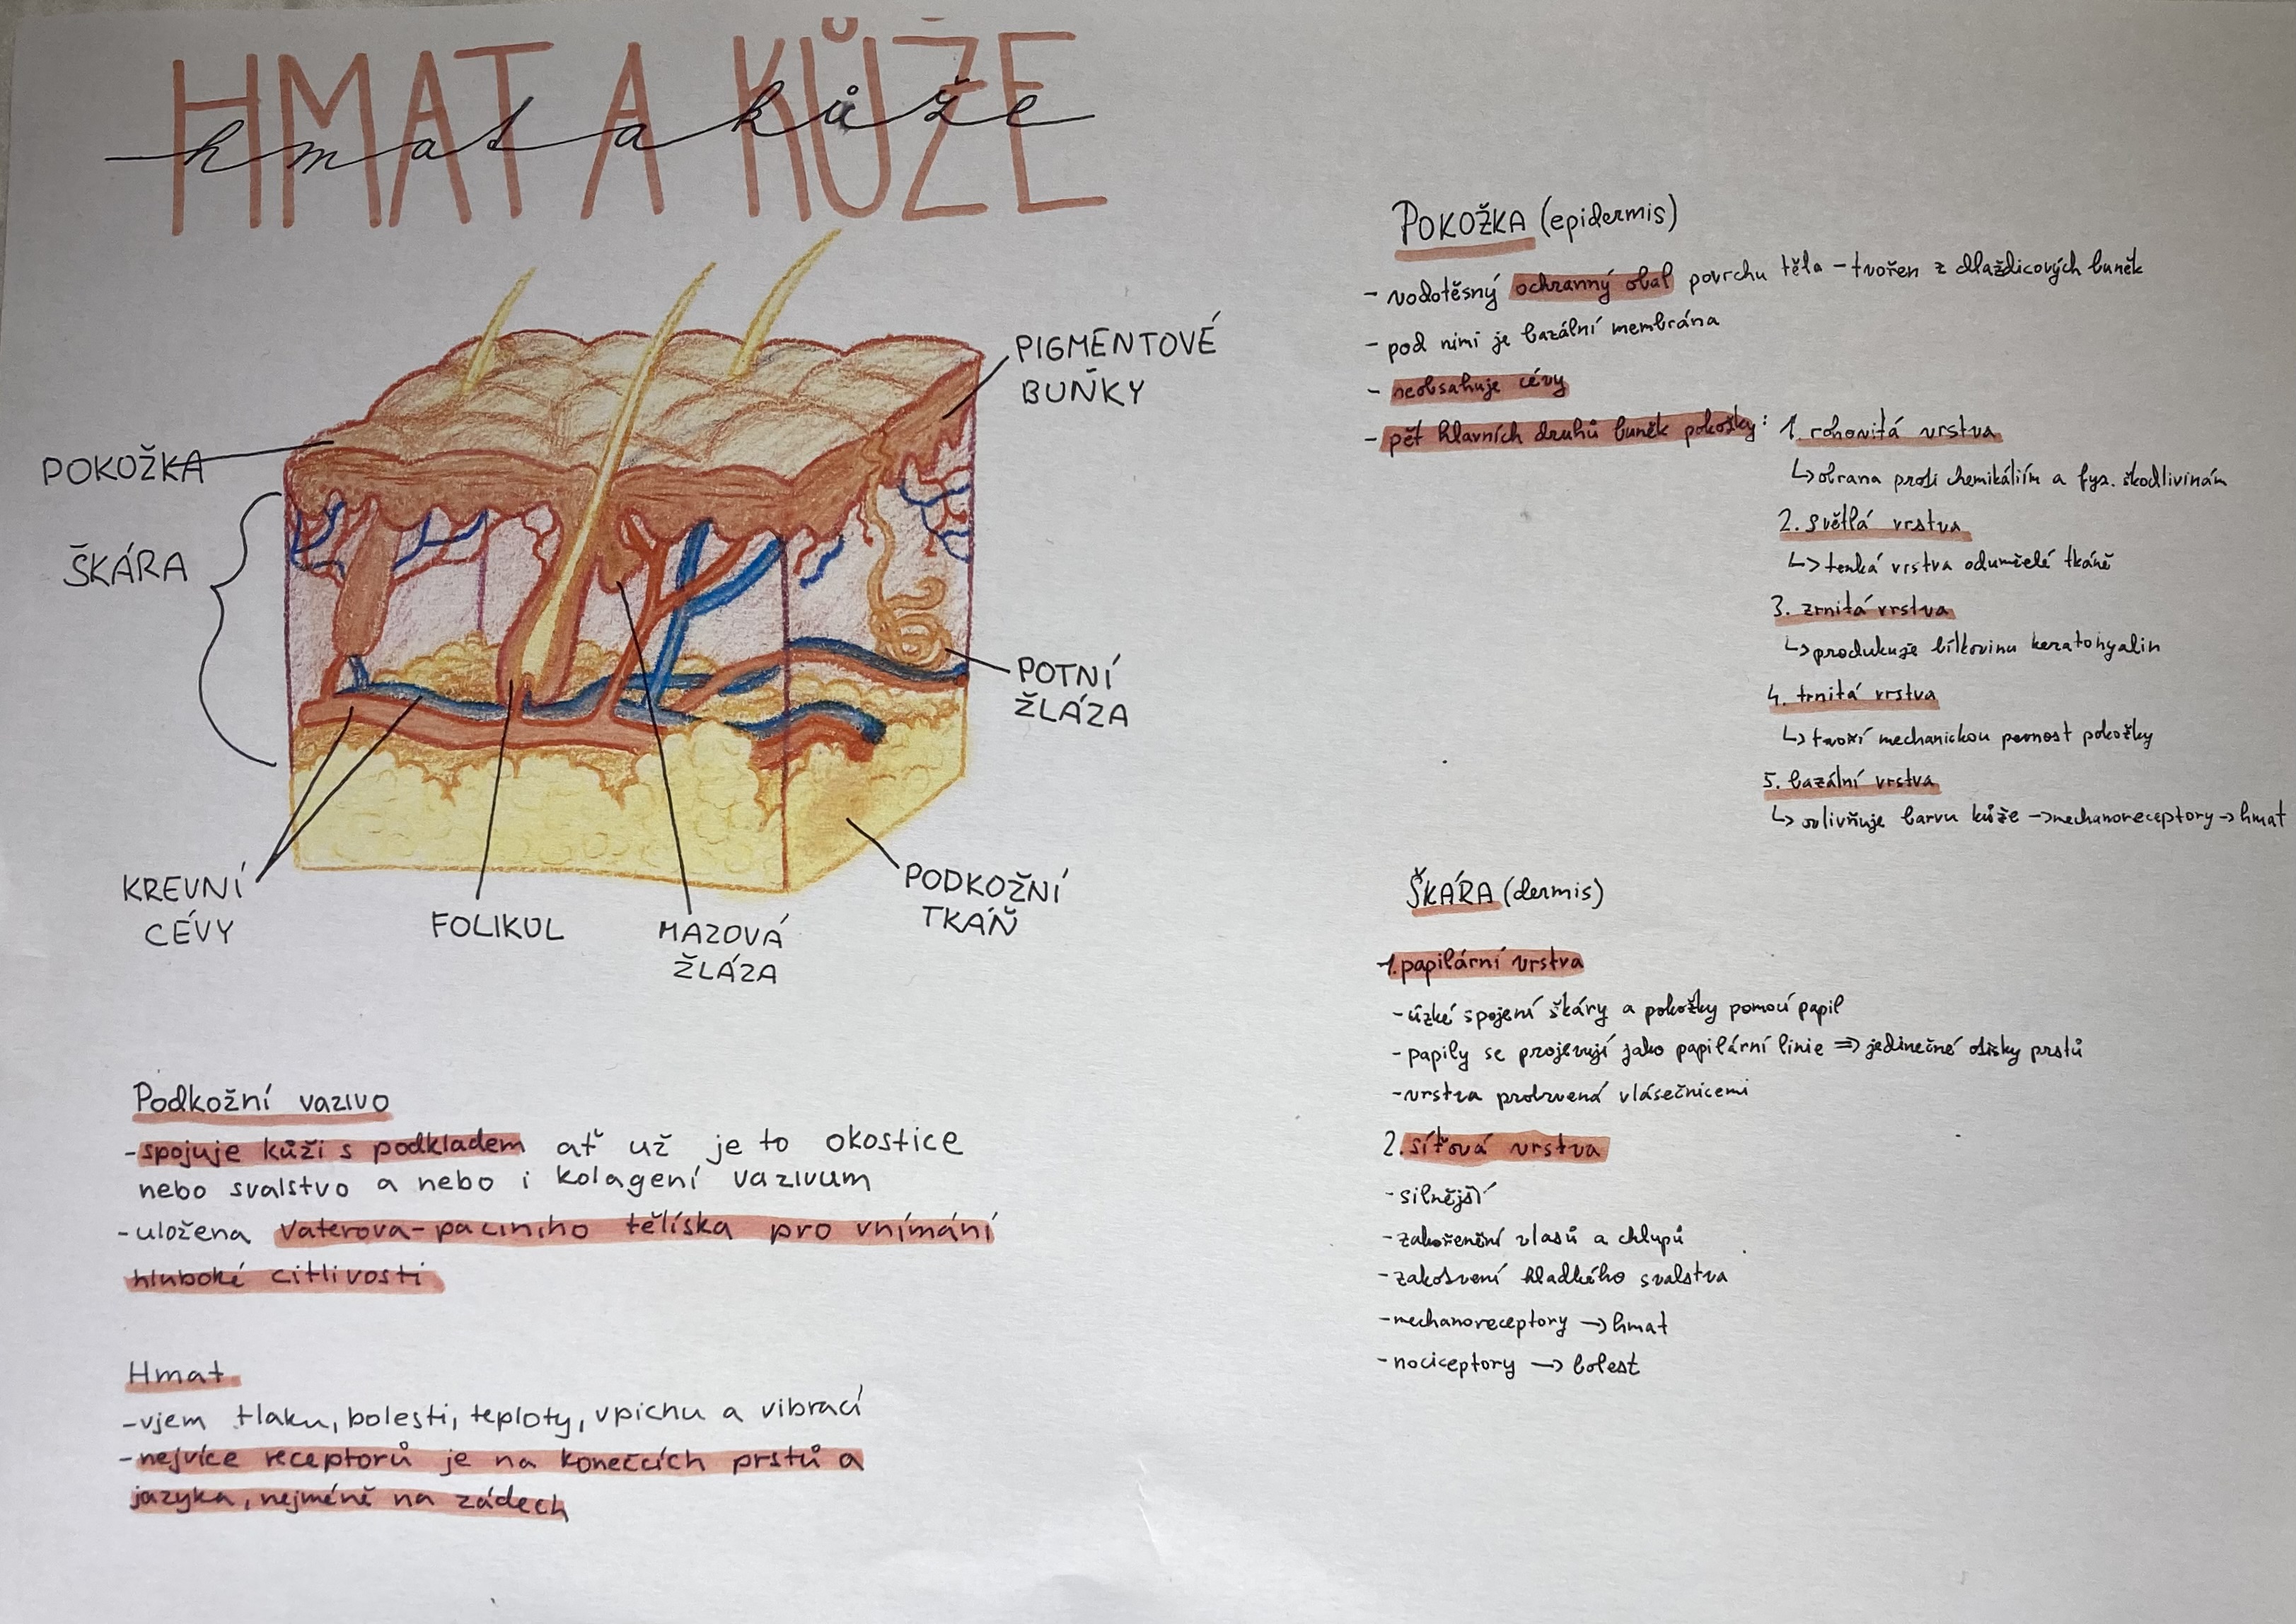 HMAT A KŮŽE
hmat a kůže
PIGMENTOVÉ
BUŇKY
POKOŽKA
ŠKÁRA
POTNÍ
ŽLÁZA
KREVNÍ
CÉVY
FOLIKUL
MAZOVÁ
ŽLÁZA
PODKOŽNÍ
TKÁŇ
Podkožní vazivo
-spojuje kůži s podkladem ať už je to okostice
nebo svalstvo a nebo i kolagení vazivum
-uložena vaterova-paciniho tělíska pro vnímání
hluboké citlivosti
Hmat
-vjem tlaku, bolesti, teploty, vpichu a vibrací
-nejvíce receptorů je na konečcích prstů a
jazyka, nejméně na zádech
POKOŽKA (epidermis)
- vodotěsný ochranný obal povrchu těla - tvořen z dlaždicových buněk
- pod nimi je bazální membrána
- neobsahuje cévy
- pět hlavních druhů buněk pokožky: 1. rohovitá vrstva
↳obrana proti chemikáliím a fyz. škodlivinám
2. světlá vrstva
↳tenká vrstva odumřelé tkáně
3. zrnitá vrstva
↳produkuje bílkovinu keratohyalin
4. trnitá vrstva
↳tvoří mechanickou pevnost pokožky
5. bazální vrstva
↳ovlivňuje barvu kůže →mechanoreceptory→hmat
ŠKÁRA (dermis)
1.papilární vrstva
-úzké spojení škáry a pokožky pomocí papil
-papily se projevují jako papilární linie ⇒jedinečné otisky prstů
-vrstva prokrvená vlásečnicemi
2.síťová vrstva
-silnější
-zakořenění vlasů a chlupů
-zakotvení hladkého svalstva
-mechanoreceptory →hmat
-nociceptory → bolest